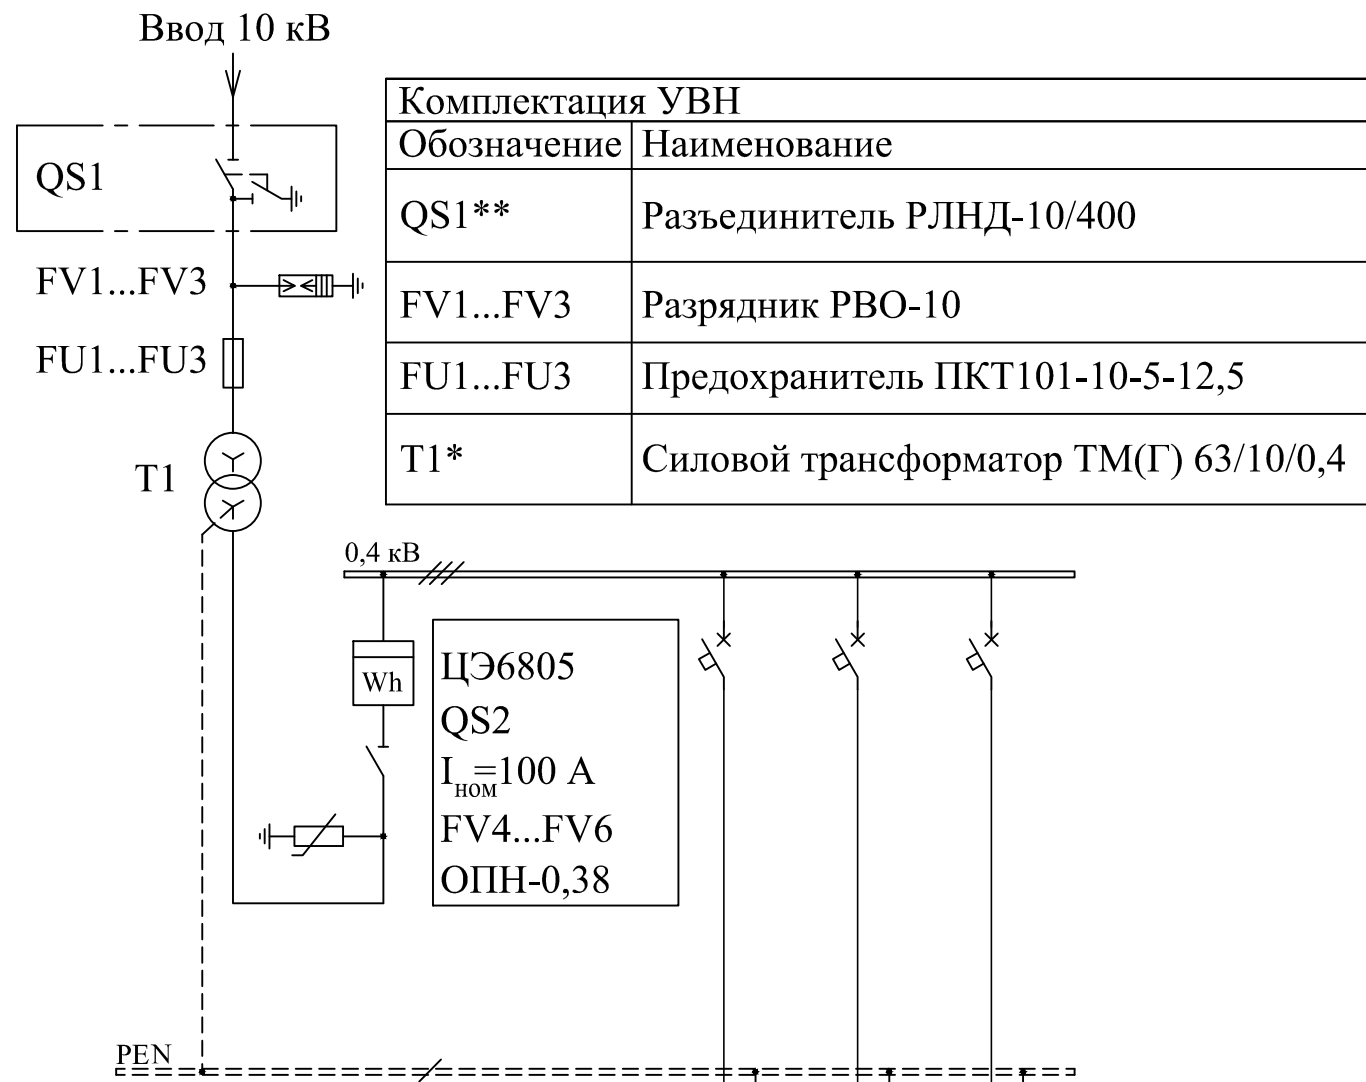 Ввод 10 кВ
QS1
FV1...FV3
FU1...FU3
T1
Комплектация УВН
Обозначение Наименование
QS1** Разъединитель РЛНД-10/400
FV1...FV3 Разрядник РВО-10
FU1...FU3 Предохранитель ПКТ101-10-5-12,5
T1* Силовой трансформатор ТМ(Г) 63/10/0,4
0,4 кВ
Wh
ЦЭ6805
QS2
Iном=100 А
FV4...FV6
ОПН-0,38
PEN